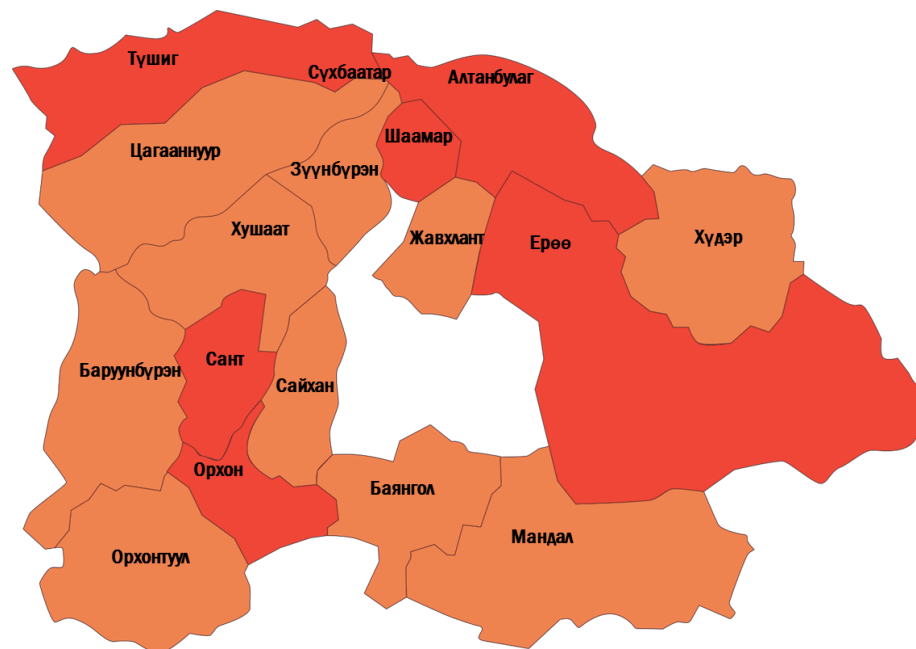 Түшиг
Сүхбаатар
Алтанбулаг
Шаамар
Цагааннуур
Зүүнбүрэн
Хушаат
Жавхлант
Ерөө
Хүдэр
Сант
Баруунбүрэн
Сайхан
Орхон
Баянгол
Мандал
Орхонтуул